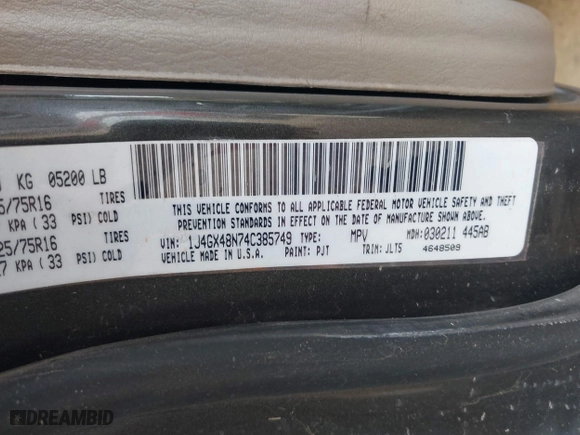 KG 05200 LB
5/75R16 TIRES
KPA ( 33 PSI) COLD
25/75R16 TIRES
7 KPA ( 33 PSI) COLD
THIS VEHICLE CONFORMS TO ALL APPLICABLE FEDERAL MOTOR VEHICLE SAFETY AND THEFT
PREVENTION STANDARDS IN EFFECT ON THE DATE OF MANUFACTURE SHOWN ABOVE.
VIN: 1J4GX48N74C385749 TYPE: MPV MDH:030211 445AB
VEHICLE MADE IN U.S.A. PAINT: PJT TRIM: JLT5 4648509
DREAMBID